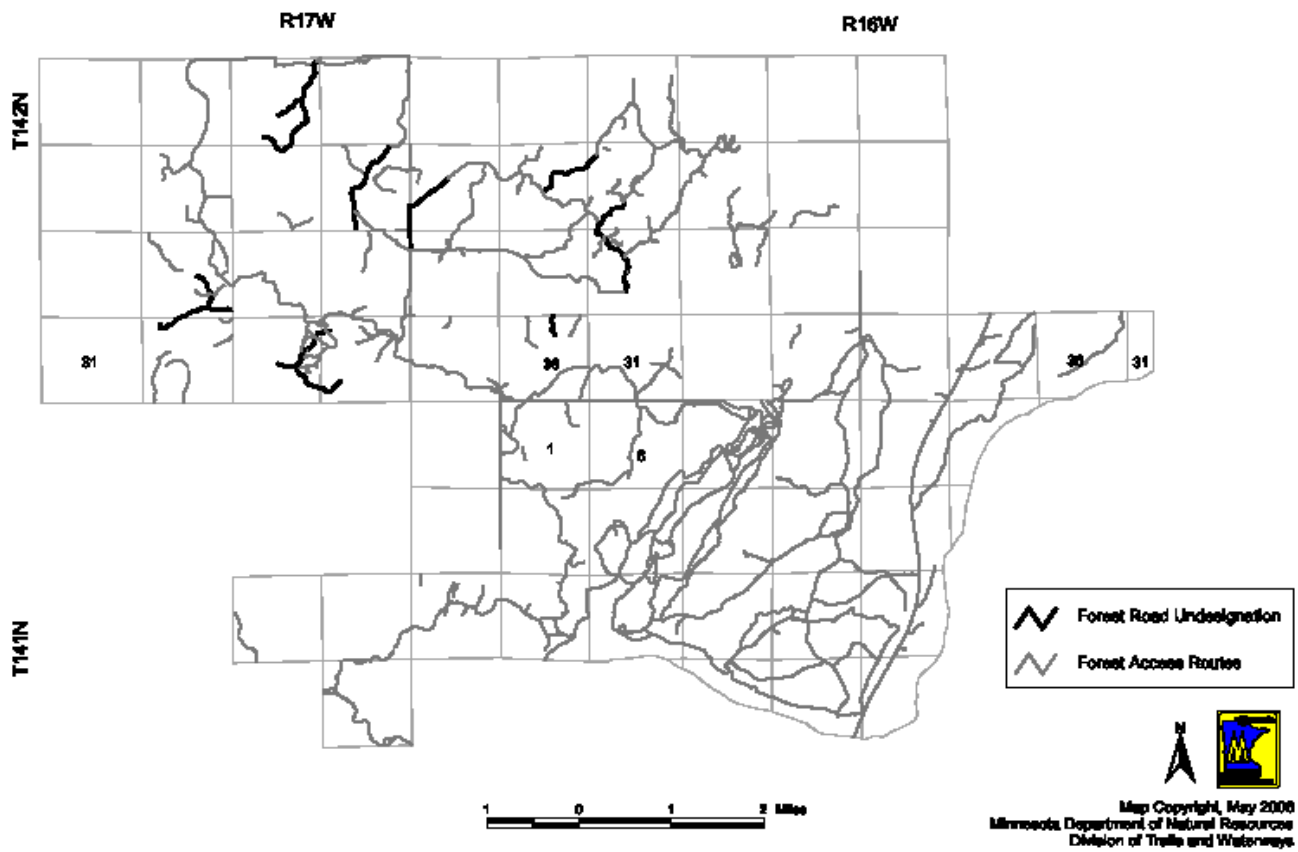 R17W
R16W
T142N
31
36
31
36
31
1
6
T141N
Forest Road Undesignation
Forest Access Routes
N
1 0 1 2 Miles
Map Copyright, May 2006
Minnesota Department of Natural Resources
Division of Trails and Waterways